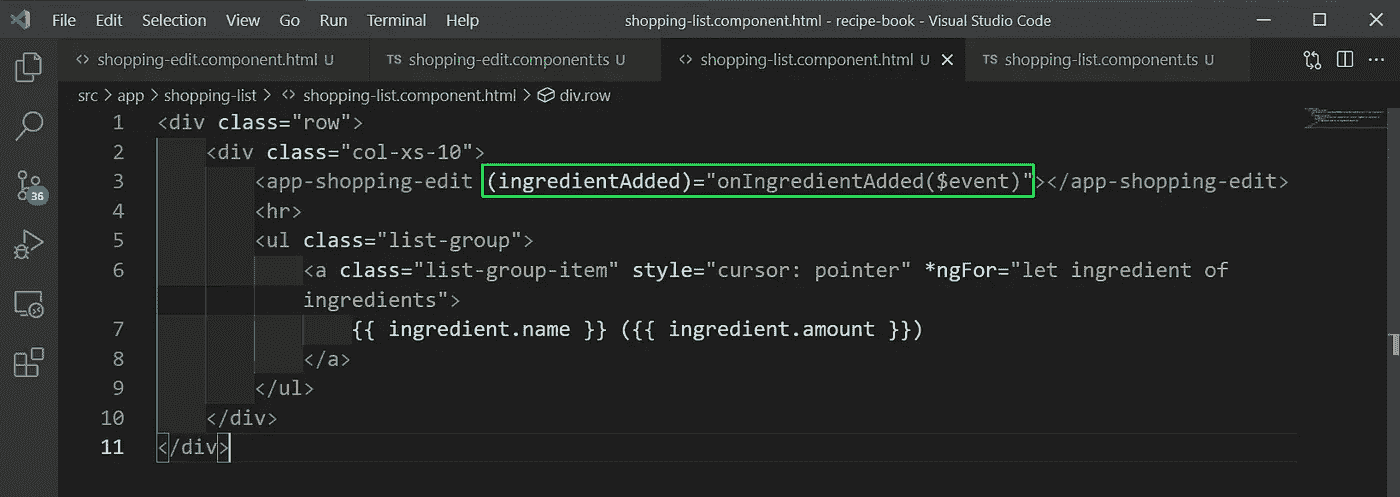 File Edit Selection View Go Run Terminal Help shopping-list.component.html - recipe-book - Visual Studio Code
<> shopping-edit.component.html U TS shopping-edit.component.ts U <> shopping-list.component.html U TS shopping-list.component.ts U
src > app > shopping-list > <> shopping-list.component.html > div.row
1 <div class="row">
2 <div class="col-xs-10">
3 <app-shopping-edit (ingredientAdded)="onIngredientAdded($event)"></app-shopping-edit>
4 <hr>
5 <ul class="list-group">
6 <a class="list-group-item" style="cursor: pointer" *ngFor="let ingredient of
ingredients">
7 {{ ingredient.name }} ({{ ingredient.amount }})
8 </a>
9 </ul>
10 </div>
11 </div>
36